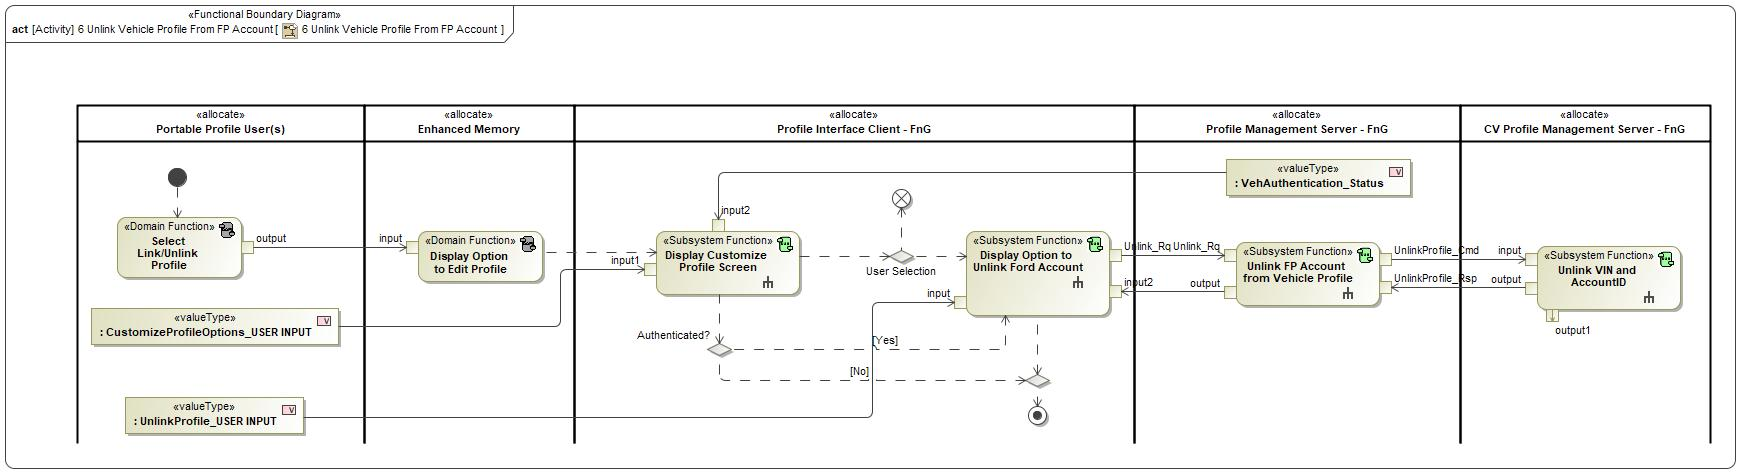 «Functional Boundary Diagram»
act [Activity] 6 Unlink Vehicle Profile From FP Account [ 6 Unlink Vehicle Profile From FP Account ]
«allocate»
Portable Profile User(s)
«allocate»
Enhanced Memory
«allocate»
Profile Interface Client - FnG
«allocate»
Profile Management Server - FnG
«allocate»
CV Profile Management Server - FnG
«valueType»
V
: VehAuthentication_Status
«Domain Function»
Select
Link/Unlink
Profile
output
input
«Domain Function»
Display Option
to Edit Profile
input2
input1
«Subsystem Function»
Display Customize
Profile Screen
User Selection
«Subsystem Function»
Display Option to
Unlink Ford Account
input
Unlink_Rq
Unlink_Rq
input2
output
«Subsystem Function»
Unlink FP Account
from Vehicle Profile
UnlinkProfile_Cmd
input
UnlinkProfile_Rsp
output
«Subsystem Function»
Unlink VIN and
AccountID
output1
«valueType»
V
: CustomizeProfileOptions_USER INPUT
Authenticated?
[Yes]
[No]
«valueType»
V
: UnlinkProfile_USER INPUT